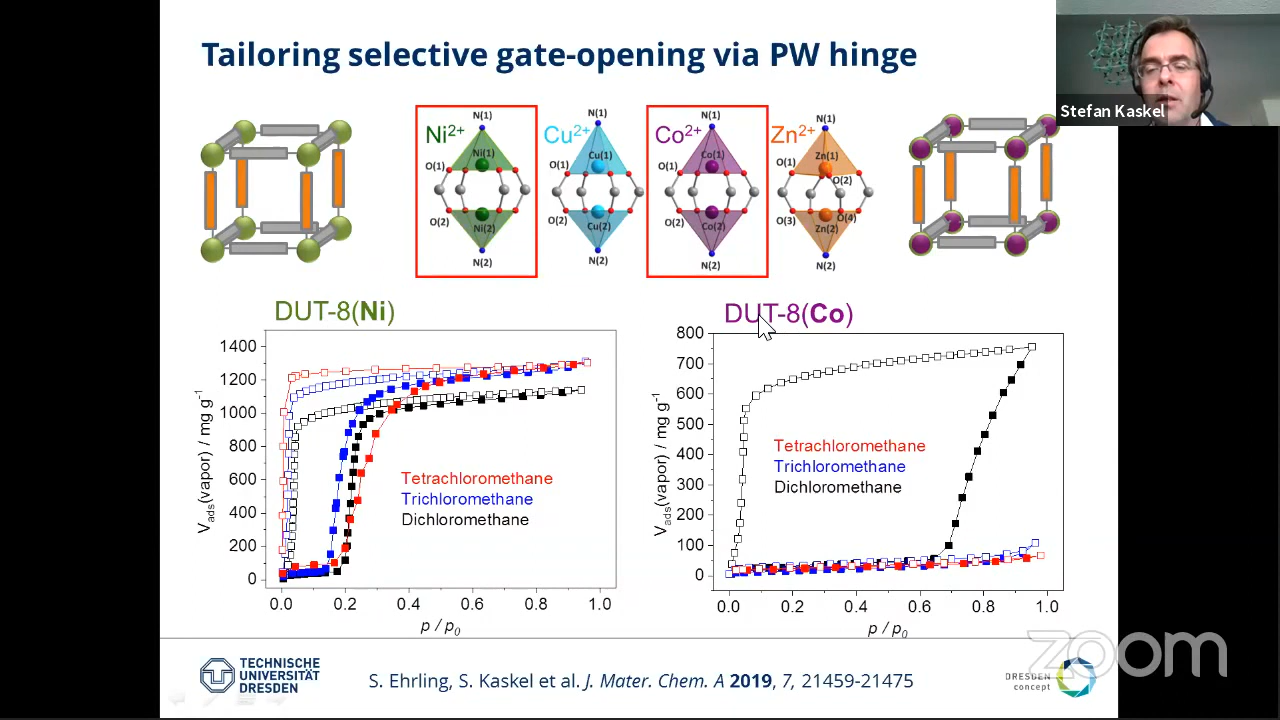 Tailoring selective gate-opening via PW hinge
Stefan Kaskel
Ni2+
N(1)
Ni(1)
O(1)
O(2)
Ni(2)
N(2)
Cu2+
N(1)
Cu(1)
O(1)
O(2)
Cu(2)
N(2)
Co2+
N(1)
Co(1)
O(1)
O(2)
Co(2)
N(2)
Zn2+
N(1)
O(1)
Zn(1)
O(2)
O(3)
O(4)
Zn(2)
N(2)
DUT-8(Ni)
1400
1200
1000
800
600
400
200
0
Vads(vapor) / mg g-1
Tetrachloromethane
Trichloromethane
Dichloromethane
0.0 0.2 0.4 0.6 0.8 1.0
p / p0
DUT-8(Co)
800
700
600
500
400
300
200
100
0
Vads(vapor) / mg g-1
Tetrachloromethane
Trichloromethane
Dichloromethane
0.0 0.2 0.4 0.6 0.8 1.0
p / p0
TECHNISCHE
UNIVERSITÄT
DRESDEN
S. Ehrling, S. Kaskel et al. J. Mater. Chem. A 2019, 7, 21459-21475
DRESDEN
concept
zoom